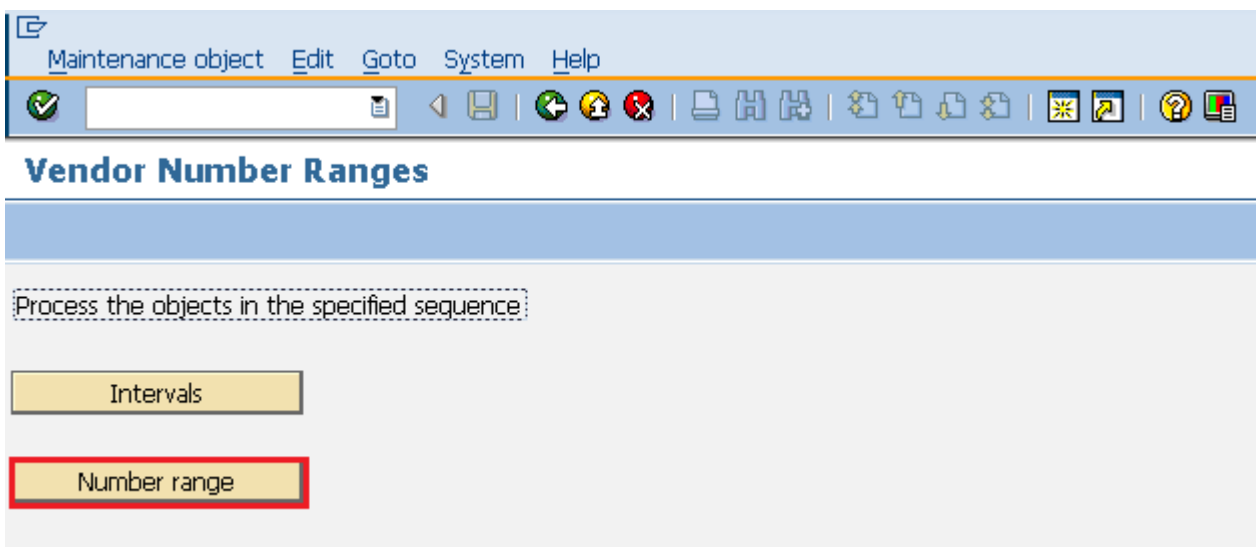 Maintenance object Edit Goto System Help
Vendor Number Ranges
Process the objects in the specified sequence
Intervals
Number range